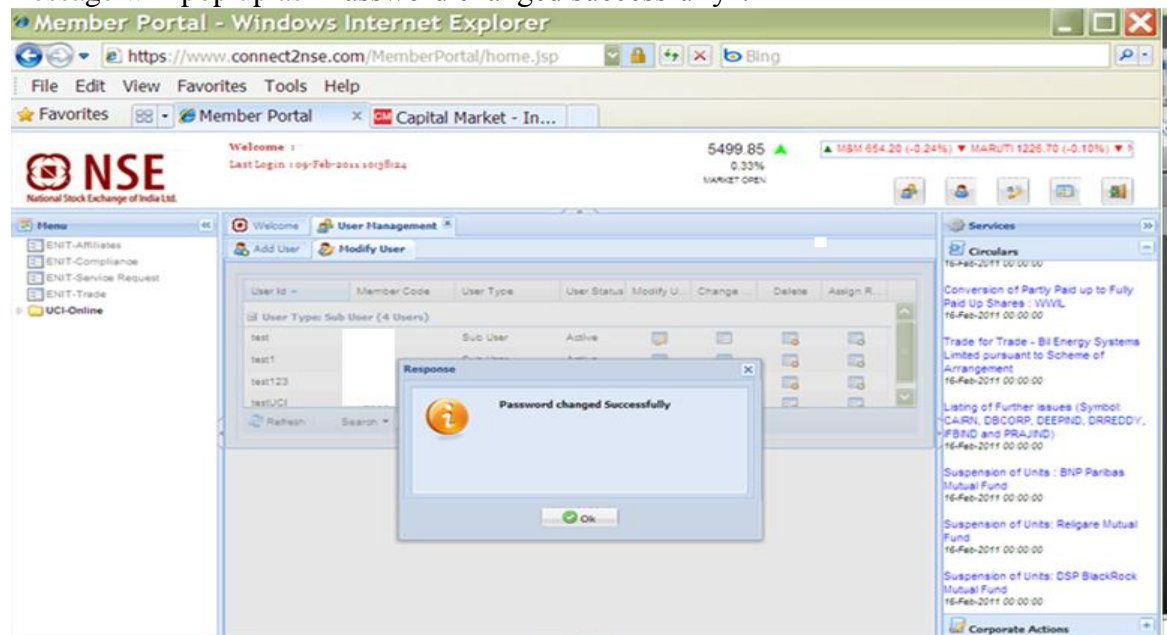 Member Portal - Windows Internet Explorer
https://www.connect2nse.com/MemberPortal/home.jsp
Bing
File Edit View Favorites Tools Help
Favorites
Member Portal
Capital Market - In...
NSE
National Stock Exchange of India Ltd.
Welcome :
Last Login : 09-Feb-2011 10:38:24
5499.85
0.33%
MARKET OPEN
M&M 654.20 (-0.24%) MARUTI 1226.70 (-0.10%)
Menu
ENIT-Affiliates
ENIT-Compliance
ENIT-Service Request
ENIT-Trade
UCI-Online
Welcome User Management
Add User Modify User
User Id Member Code User Type User Status Modify U... Change ... Delete Assign R...
User Type: Sub User (4 Users)
test Sub User Active
test1
test123
testUCI
Refresh Search
Response
Password changed Successfully
Ok
Services
Circulars
16-Feb-2011 00:00:00
Conversion of Partly Paid up to Fully
Paid Up Shares : WWIL
16-Feb-2011 00:00:00
Trade for Trade - Bil Energy Systems
Limited pursuant to Scheme of
Arrangement
16-Feb-2011 00:00:00
Listing of Further issues (Symbol:
CAIRN, DBCORP, DEEPIND, DRREDDY,
FBIND and PRAJIND)
16-Feb-2011 00:00:00
Suspension of Units : BNP Paribas
Mutual Fund
16-Feb-2011 00:00:00
Suspension of Units: Religare Mutual
Fund
16-Feb-2011 00:00:00
Suspension of Units: DSP BlackRock
Mutual Fund
16-Feb-2011 00:00:00
Corporate Actions